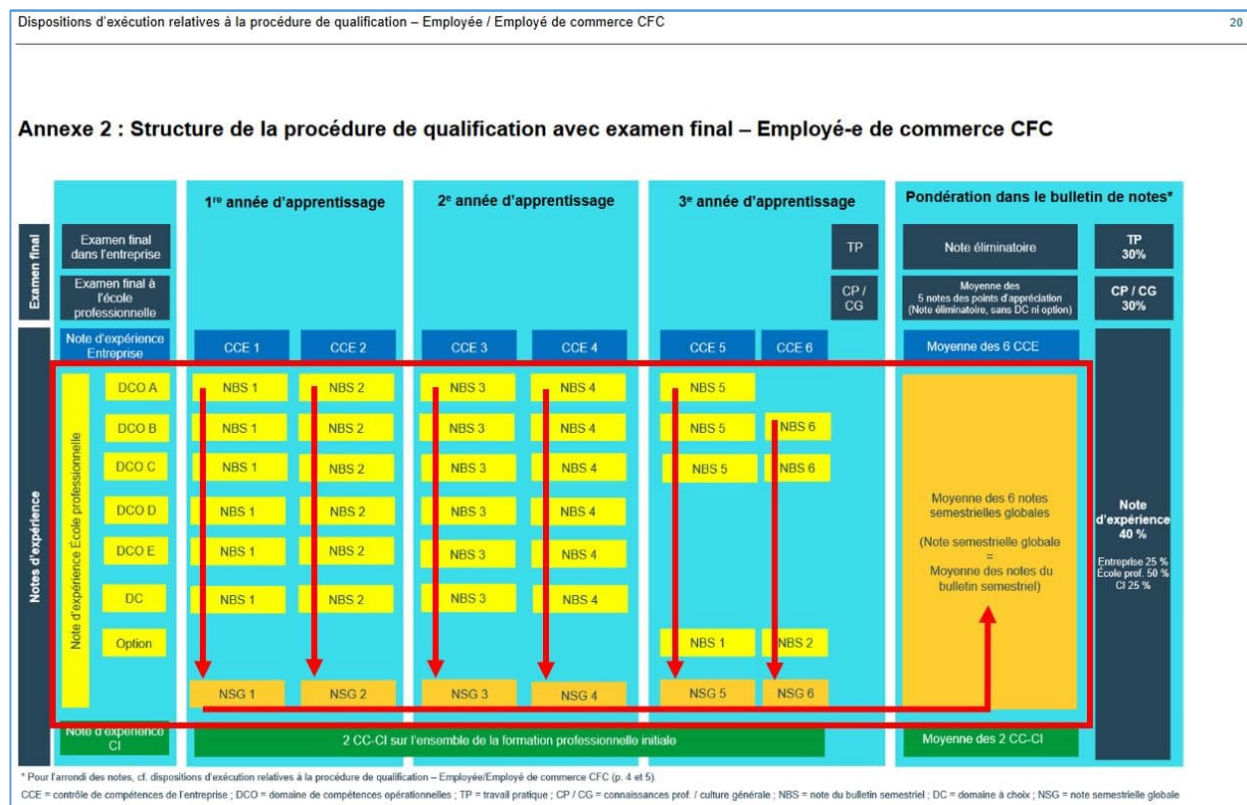 Dispositions d'exécution relatives à la procédure de qualification – Employée / Employé de commerce CFC
20
Annexe 2 : Structure de la procédure de qualification avec examen final – Employé-e de commerce CFC
1re année d'apprentissage
2e année d'apprentissage
3e année d'apprentissage
Pondération dans le bulletin de notes*
Examen final
Examen final
dans l'entreprise
TP
Note éliminatoire
TP
30%
Examen final à
l'école
professionnelle
CP /
CG
Moyenne des
5 notes des points d'appréciation
(Note éliminatoire, sans DC ni option)
CP / CG
30%
Notes d'expérience
Note d'expérience
Entreprise
CCE 1
CCE 2
CCE 3
CCE 4
CCE 5
CCE 6
Moyenne des 6 CCE
Note d'expérience École professionnelle
DCO A
NBS 1
NBS 2
NBS 3
NBS 4
NBS 5
DCO B
NBS 1
NBS 2
NBS 3
NBS 4
NBS 5
NBS 6
DCO C
NBS 1
NBS 2
NBS 3
NBS 4
NBS 5
NBS 6
DCO D
NBS 1
NBS 2
NBS 3
NBS 4
DCO E
NBS 1
NBS 2
NBS 3
NBS 4
DC
NBS 1
NBS 2
NBS 3
NBS 4
Option
NBS 1
NBS 2
NSG 1
NSG 2
NSG 3
NSG 4
NSG 5
NSG 6
Moyenne des 6 notes
semestrielles globales
(Note semestrielle globale
=
Moyenne des notes du
bulletin semestriel)
Note
d'expérience
40 %
Entreprise 25 %
École prof. 50 %
CI 25 %
Note d'expérience
CI
2 CC-CI sur l'ensemble de la formation professionnelle initiale
Moyenne des 2 CC-CI
* Pour l'arrondi des notes, cf. dispositions d'exécution relatives à la procédure de qualification – Employée/Employé de commerce CFC (p. 4 et 5).
CCE = contrôle de compétences de l'entreprise ; DCO = domaine de compétences opérationnelles ; TP = travail pratique ; CP / CG = connaissances prof. / culture générale ; NBS = note du bulletin semestriel ; DC = domaine à choix ; NSG = note semestrielle globale